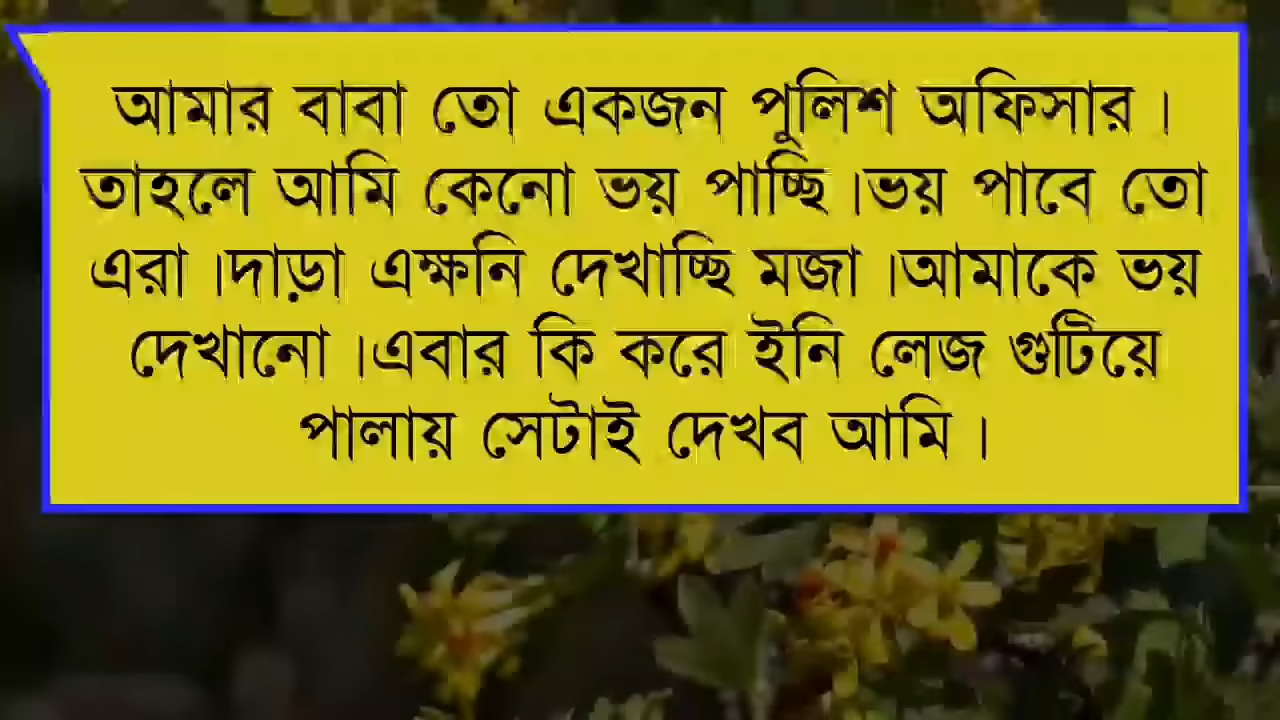 আমার বাবা তো একজন পুলিশ অফিসার।
তাহলে আমি কেনো ভয় পাচ্ছি।ভয় পাবে তো
এরা।দাড়া এক্ষনি দেখাচ্ছি মজা।আমাকে ভয়
দেখানো।এবার কি করে ইনি লেজ গুটিয়ে
পালায় সেটাই দেখব আমি।